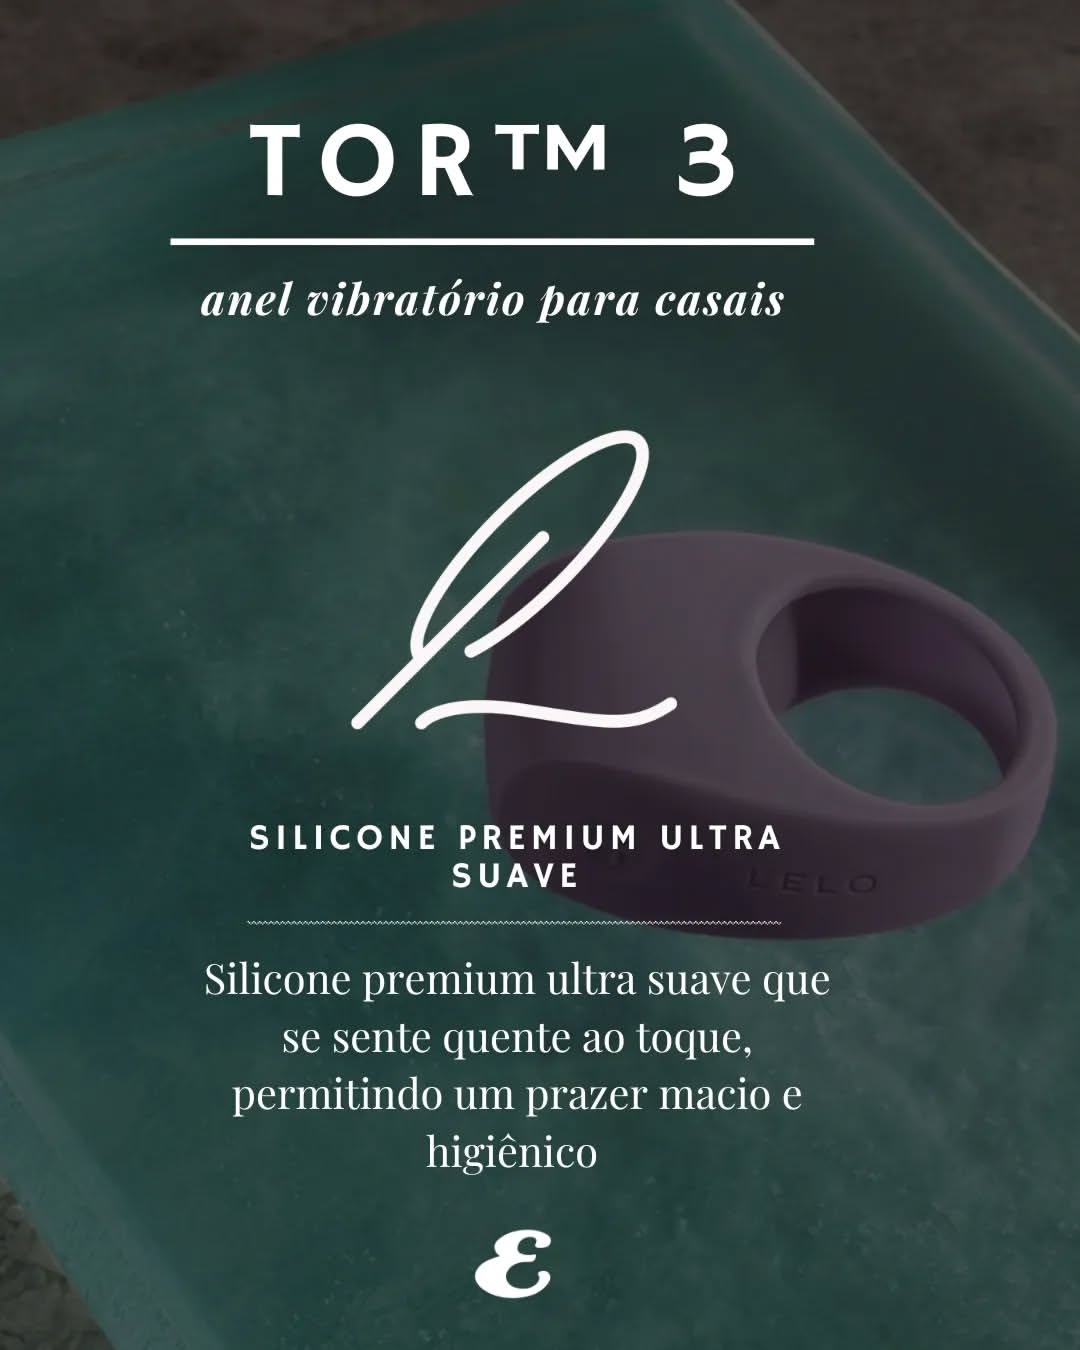 TOR™ 3
anel vibratório para casais
SILICONE PREMIUM ULTRA
SUAVE
LELO
Silicone premium ultra suave que
se sente quente ao toque,
permitindo um prazer macio e
higiênico
E